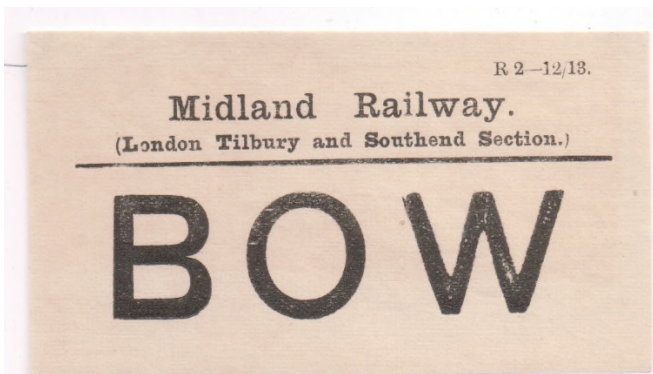 R 2—12/13.
Midland Railway.
(London Tilbury and Southend Section.)
BOW